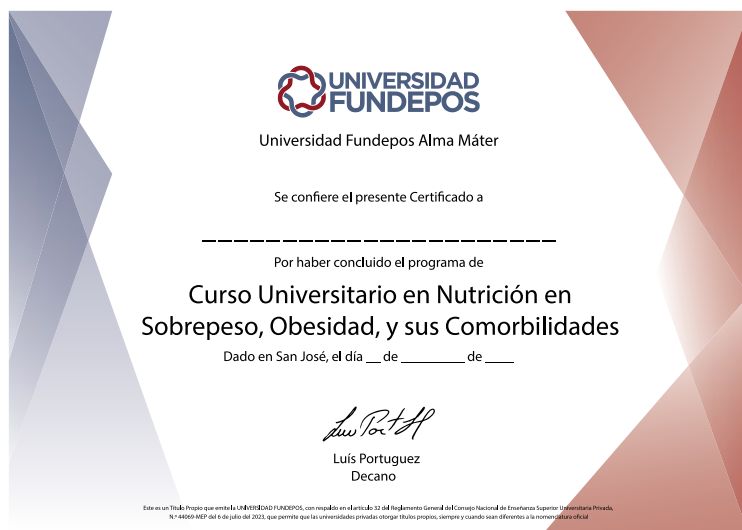 UNIVERSIDAD
FUNDEPOS
Universidad Fundepos Alma Máter
Se confiere el presente Certificado a
Por haber concluido el programa de
Curso Universitario en Nutrición en
Sobrepeso, Obesidad, y sus Comorbilidades
Dado en San José, el día __ de ________ de ____
Luís Portuguez
Decano
Este es un Título Propio que emite la UNIVERSIDAD FUNDEPOS, con respaldo en el artículo 32 del Reglamento General del Consejo Nacional de Enseñanza Superior Universitaria Privada,
N.º 44069-MEP del 6 de julio del 2023, que permite que las universidades privadas otorgar títulos propios, siempre y cuando sean diferentes a la nomenclatura oficial